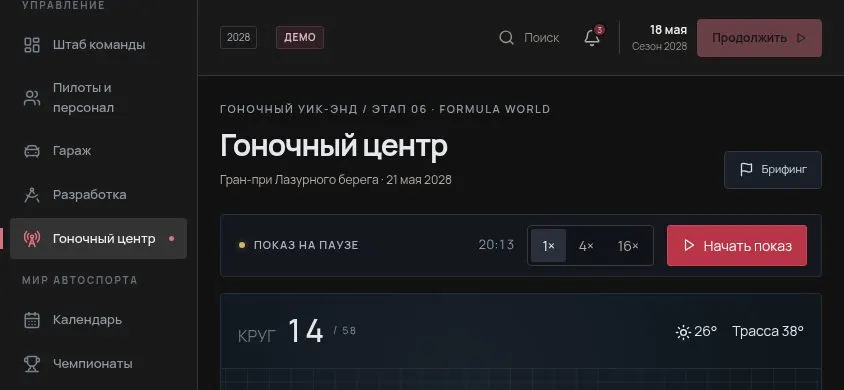 УПРАВЛЕНИЕ
Штаб команды
Пилоты и
персонал
Гараж
Разработка
Гоночный центр
МИР АВТОСПОРТА
Календарь
Чемпионаты
2028
ДЕМО
Поиск
3
18 мая
Сезон 2028
Продолжить
ГОНОЧНЫЙ УИК-ЭНД / ЭТАП 06 · FORMULA WORLD
Гоночный центр
Гран-при Лазурного берега · 21 мая 2028
Брифинг
ПОКАЗ НА ПАУЗЕ
20:13
1×
4×
16×
Начать показ
КРУГ 14 / 58
26°
Трасса 38°